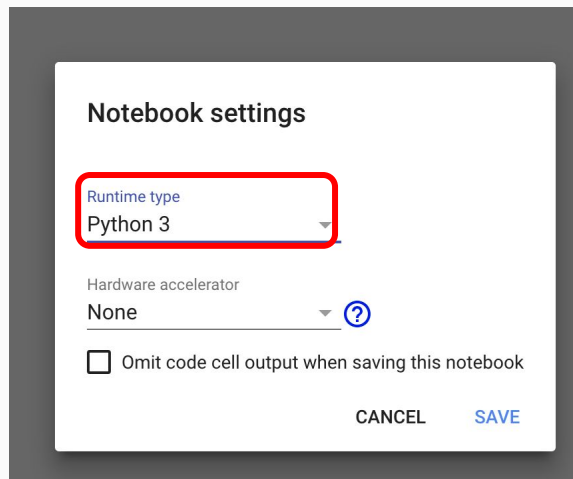 Notebook settings
Runtime type
Python 3
Hardware accelerator
None
?
Omit code cell output when saving this notebook
CANCEL SAVE